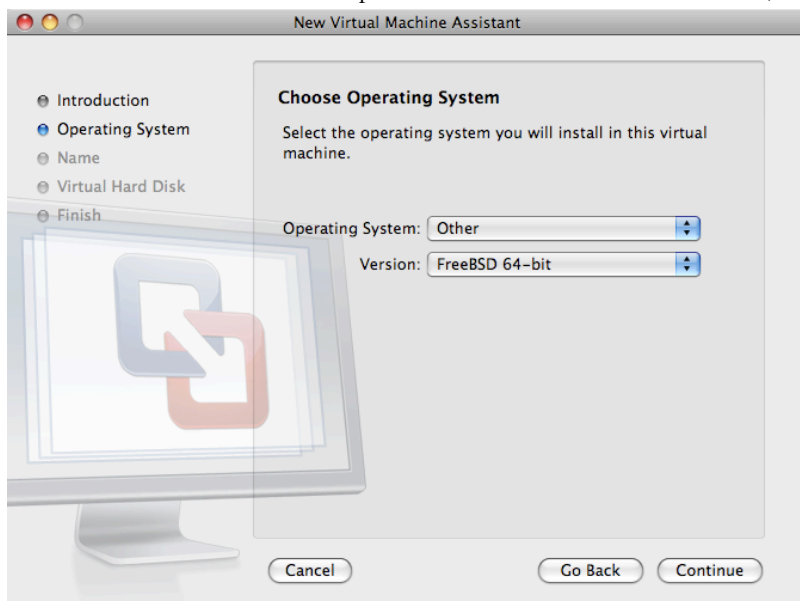 New Virtual Machine Assistant
Introduction
Operating System
Name
Virtual Hard Disk
Finish
Choose Operating System
Select the operating system you will install in this virtual
machine.
Operating System: Other
Version: FreeBSD 64-bit
Cancel
Go Back
Continue